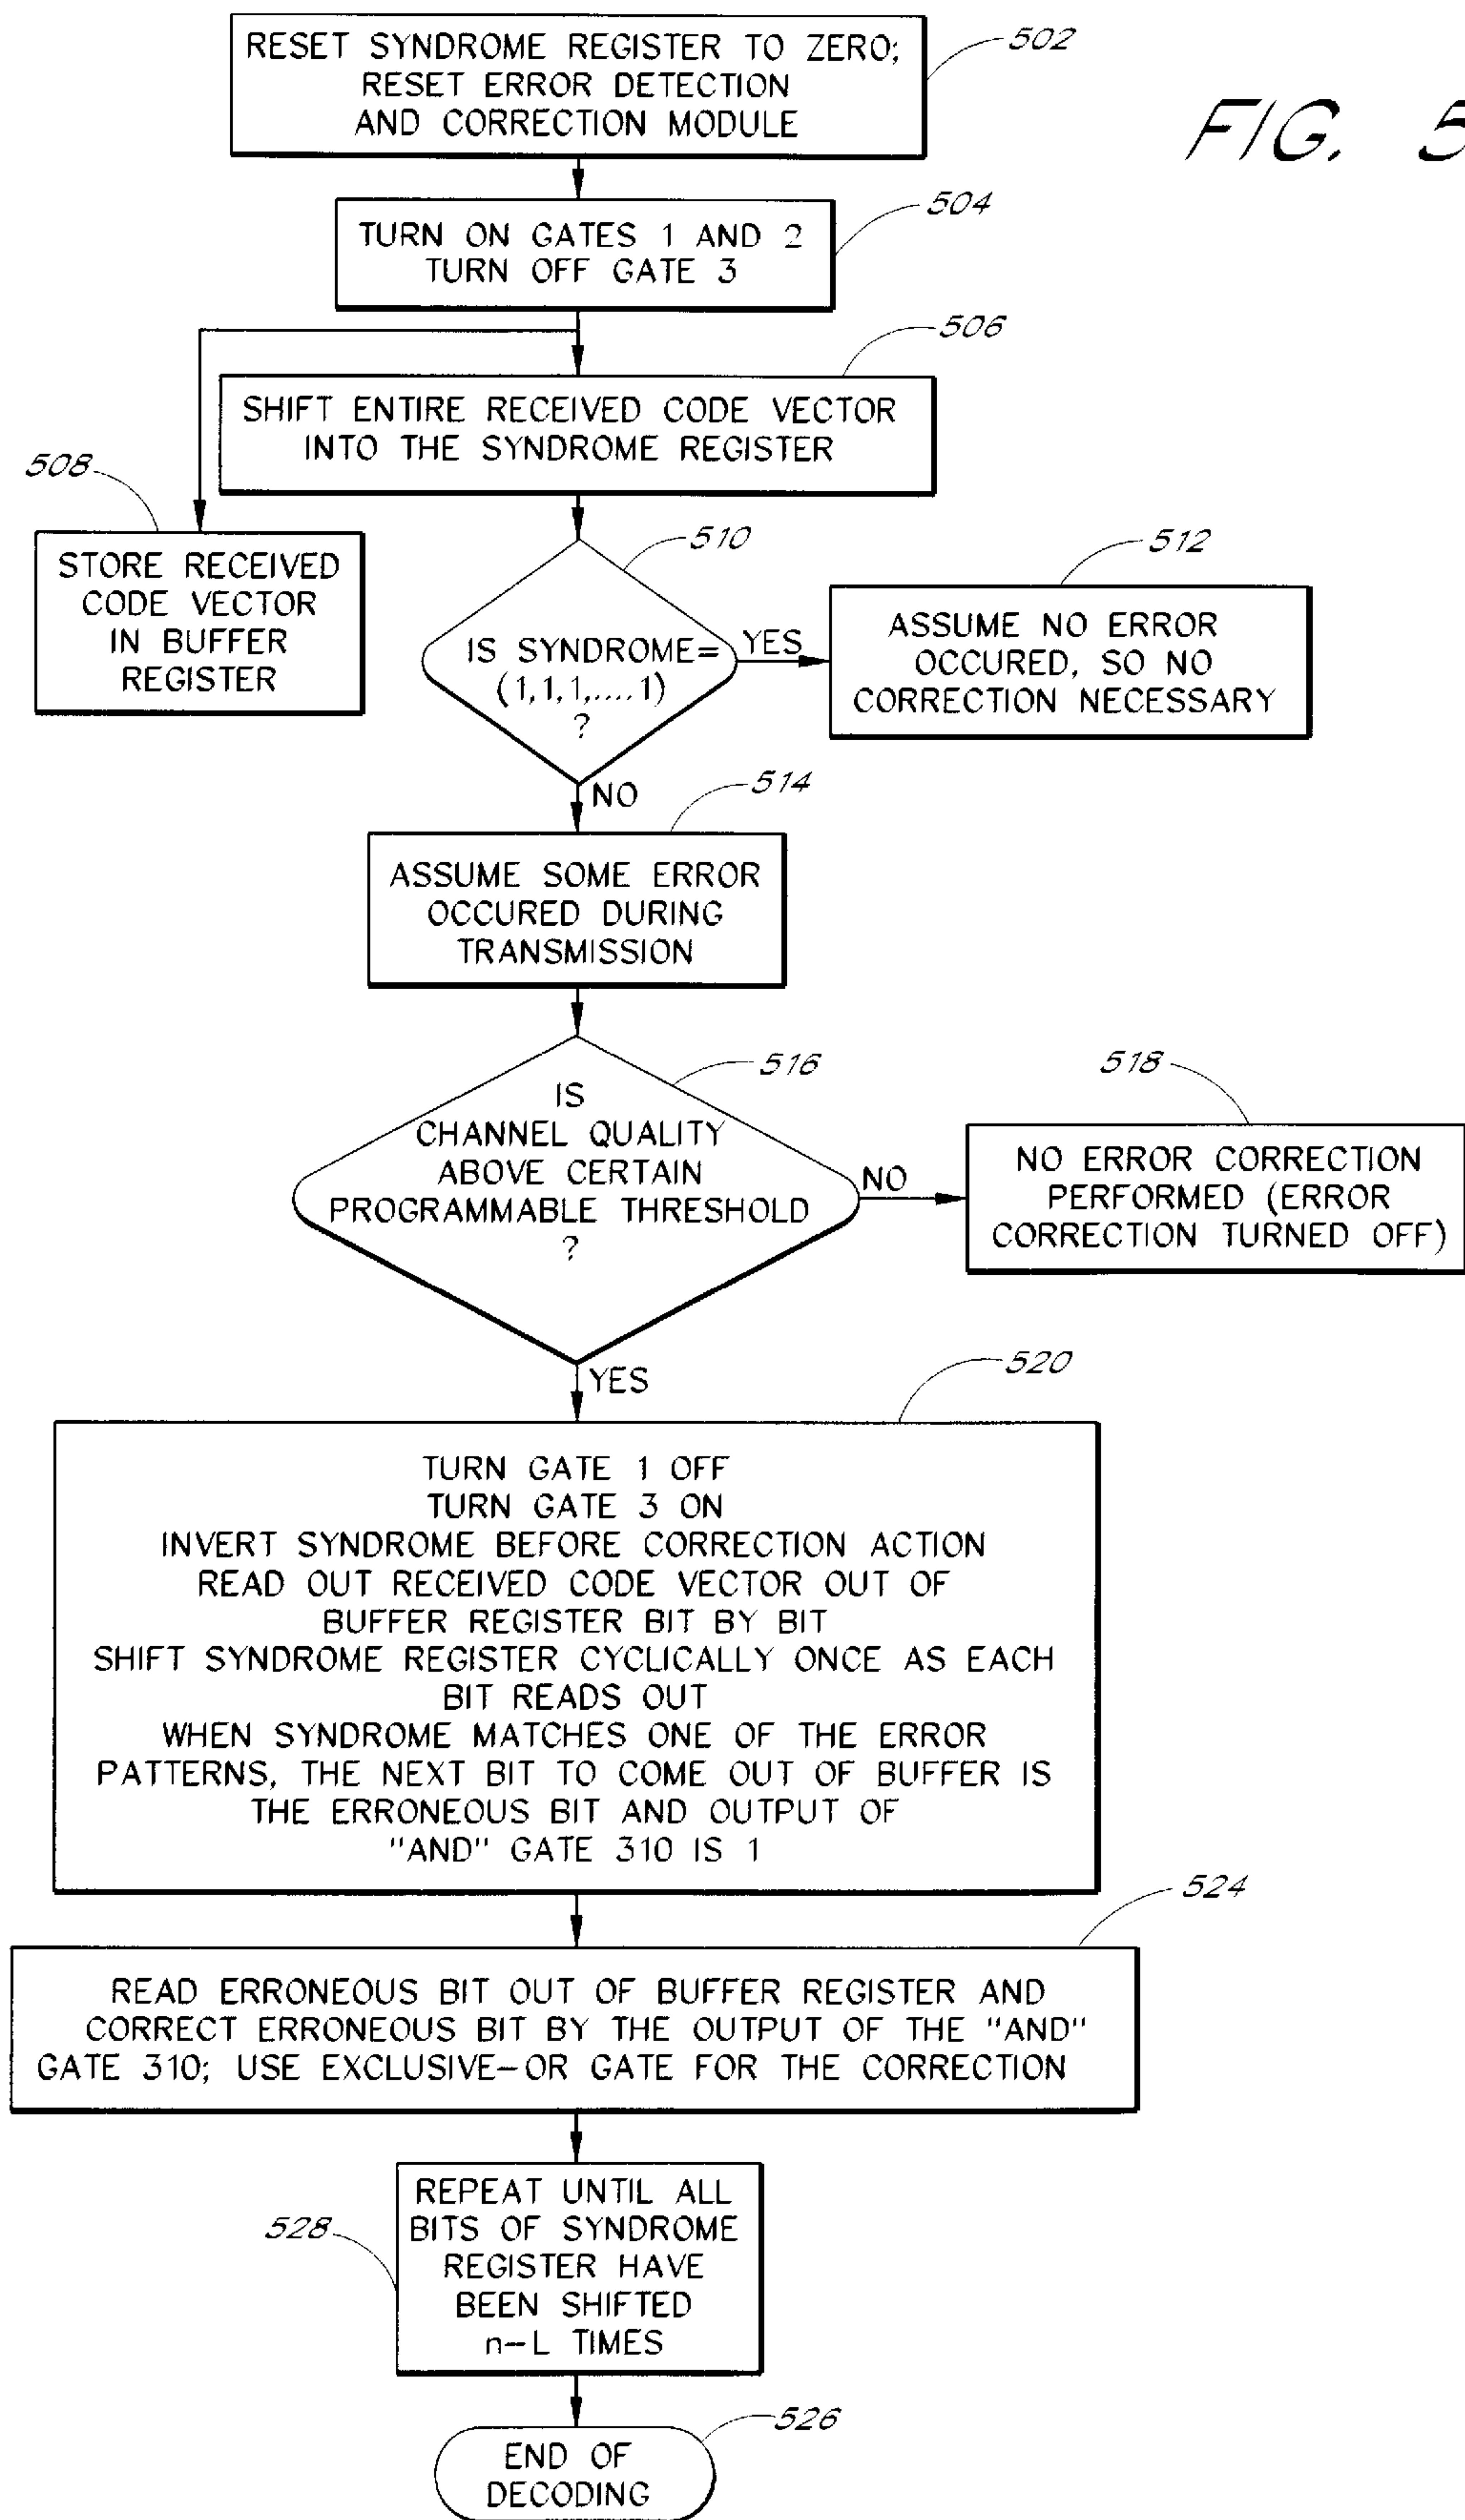 RESET SYNDROME REGISTER TO ZERO;
RESET ERROR DETECTION
AND CORRECTION MODULE
502
FIG. 5
TURN ON GATES 1 AND 2
TURN OFF GATE 3
504
506
SHIFT ENTIRE RECEIVED CODE VECTOR
INTO THE SYNDROME REGISTER
508
STORE RECEIVED
CODE VECTOR
IN BUFFER
REGISTER
510
IS SYNDROME=
(1,1,1,....1)
?
YES
512
ASSUME NO ERROR
OCCURED, SO NO
CORRECTION NECESSARY
NO
514
ASSUME SOME ERROR
OCCURED DURING
TRANSMISSION
516
IS
CHANNEL QUALITY
ABOVE CERTAIN
PROGRAMMABLE THRESHOLD
?
NO
518
NO ERROR CORRECTION
PERFORMED (ERROR
CORRECTION TURNED OFF)
YES
520
TURN GATE 1 OFF
TURN GATE 3 ON
INVERT SYNDROME BEFORE CORRECTION ACTION
READ OUT RECEIVED CODE VECTOR OUT OF
BUFFER REGISTER BIT BY BIT
SHIFT SYNDROME REGISTER CYCLICALLY ONCE AS EACH
BIT READS OUT
WHEN SYNDROME MATCHES ONE OF THE ERROR
PATTERNS, THE NEXT BIT TO COME OUT OF BUFFER IS
THE ERRONEOUS BIT AND OUTPUT OF
"AND" GATE 310 IS 1
524
READ ERRONEOUS BIT OUT OF BUFFER REGISTER AND
CORRECT ERRONEOUS BIT BY THE OUTPUT OF THE "AND"
GATE 310; USE EXCLUSIVE-OR GATE FOR THE CORRECTION
528
REPEAT UNTIL ALL
BITS OF SYNDROME
REGISTER HAVE
BEEN SHIFTED
n-L TIMES
526
END OF
DECODING